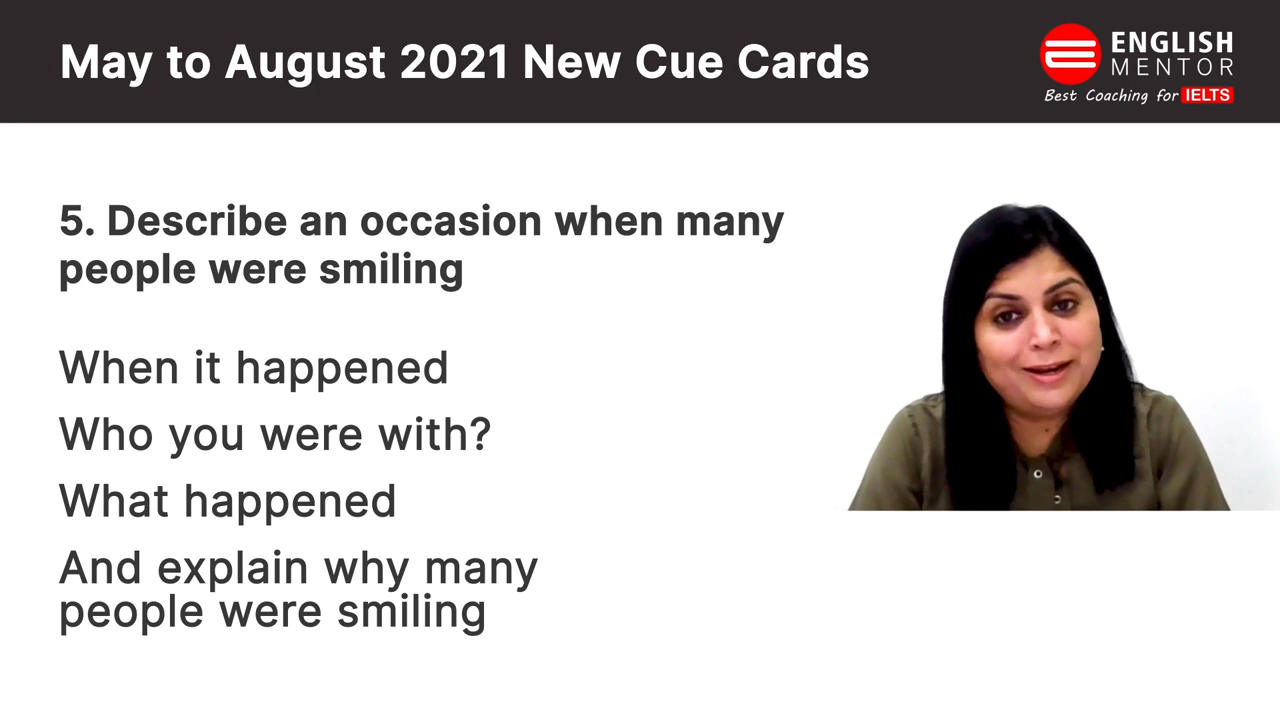 May to August 2021 New Cue Cards
ENGLISH
MENTOR
Best Coaching for IELTS
5. Describe an occasion when many
people were smiling
When it happened
Who you were with?
What happened
And explain why many
people were smiling